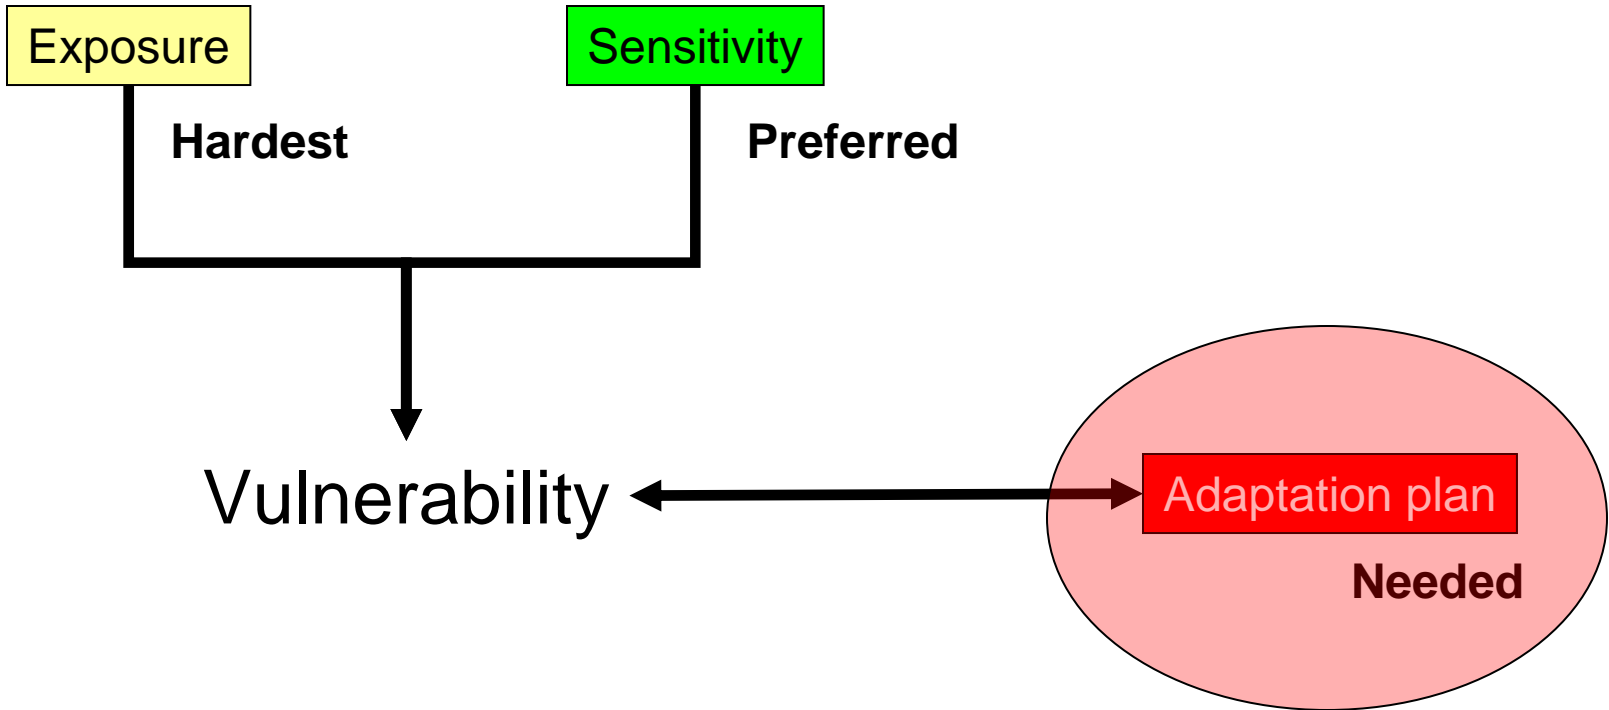 Exposure
Sensitivity
Hardest
Preferred
Vulnerability
Adaptation plan
Needed